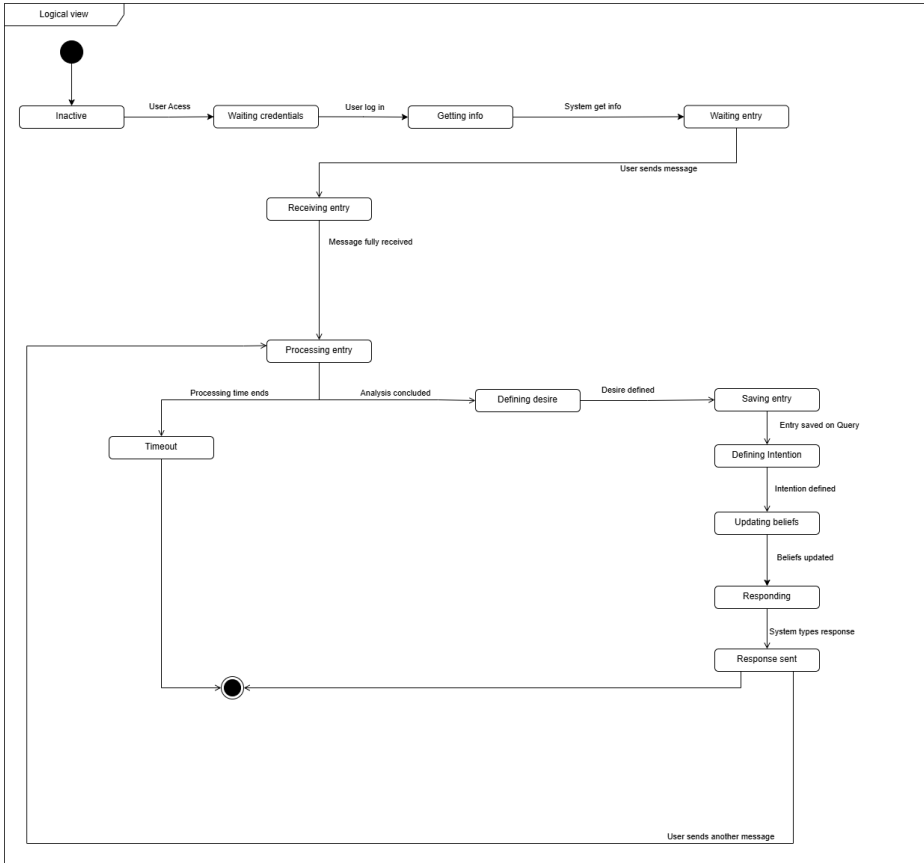 Logical view
Inactive
User Acess
Waiting credentials
User log in
Getting info
System get info
Waiting entry
User sends message
Receiving entry
Message fully received
Processing entry
Processing time ends
Analysis concluded
Defining desire
Desire defined
Saving entry
Entry saved on Query
Timeout
Defining Intention
Intention defined
Updating beliefs
Beliefs updated
Responding
System types response
Response sent
User sends another message